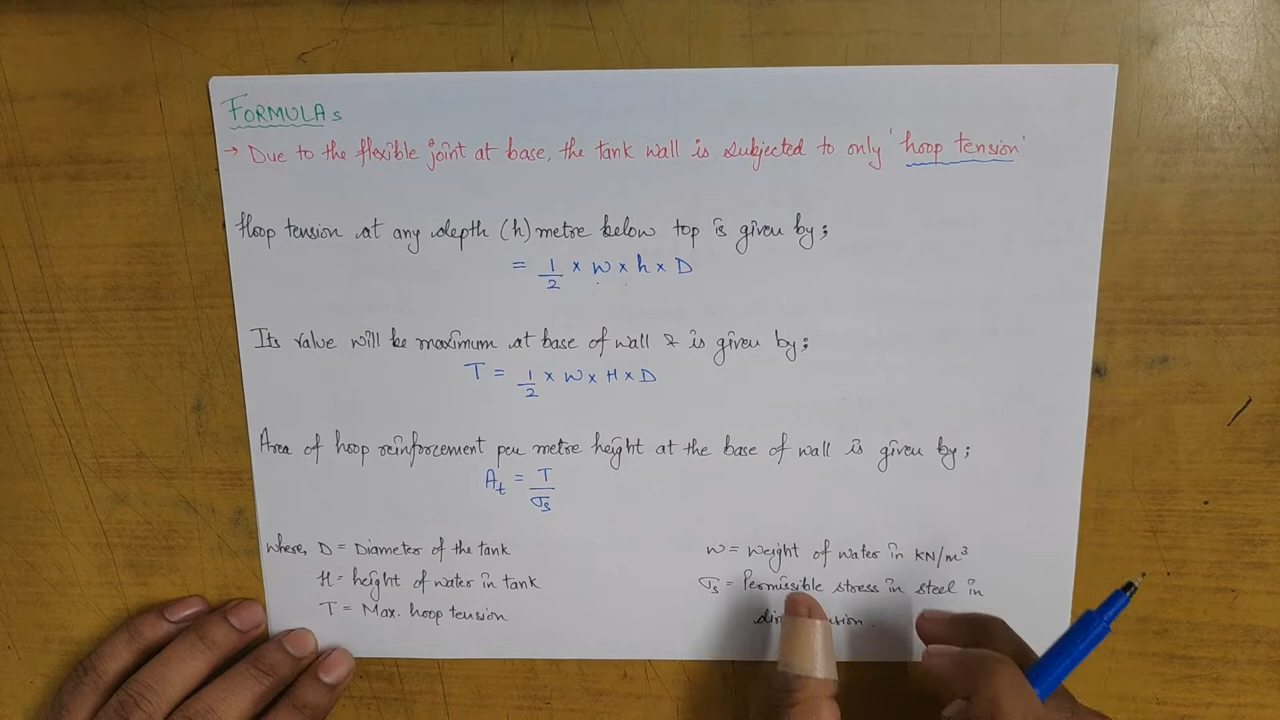 FORMULAs
→ Due to the flexible joint at base, the tank wall is subjected to only 'hoop tension'
Hoop tension at any depth (h) metre below top is given by;
= 1/2 × w × h × D
Its value will be maximum at base of wall & is given by;
T = 1/2 × w × H × D
Area of hoop reinforcement per metre height at the base of wall is given by;
At = T/σs
where, D = Diameter of the tank
H = height of water in tank
T = Max. hoop tension
w = weight of water in KN/m³
σs = Permissible stress in steel in